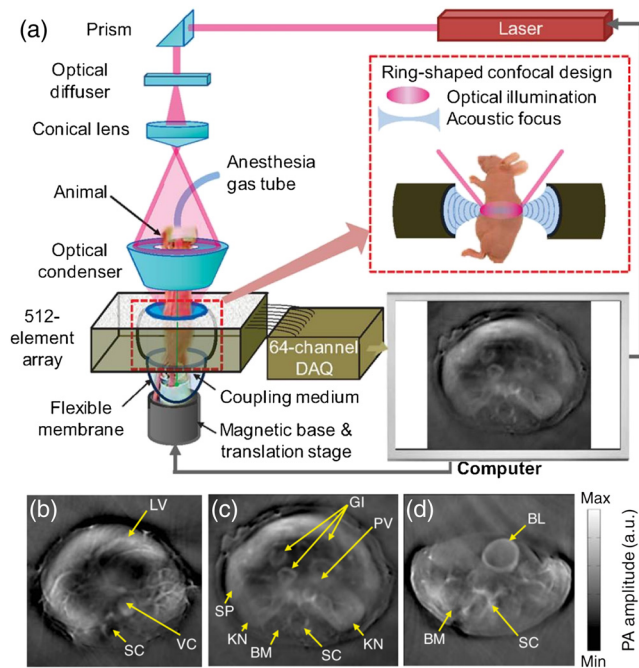 (a)
Prism
Laser
Optical
diffuser
Conical lens
Anesthesia
gas tube
Animal
Optical
condenser
Ring-shaped confocal design
Optical illumination
Acoustic focus
512-
element
array
64-channel
DAQ
Flexible
membrane
Coupling medium
Magnetic base &
translation stage
Computer
(b)
LV
SC
VC
(c)
GI
PV
SP
KN
BM
SC
KN
(d)
BL
BM
SC
Max
PA amplitude (a.u.)
Min